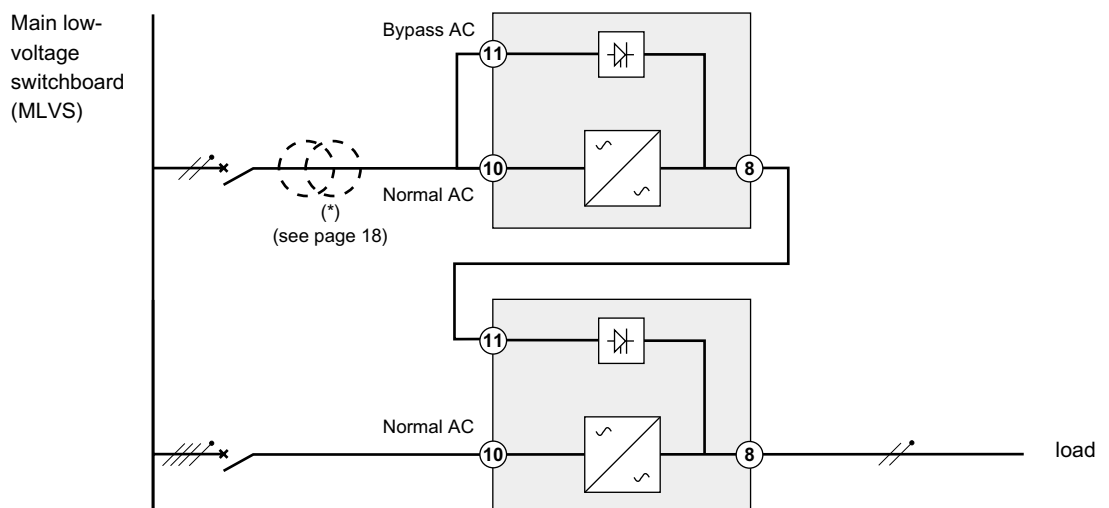 Main low-
voltage
switchboard
(MLVS)
Bypass AC
11
10
Normal AC
8
(*)
(see page 18)
11
Normal AC
10
8
load